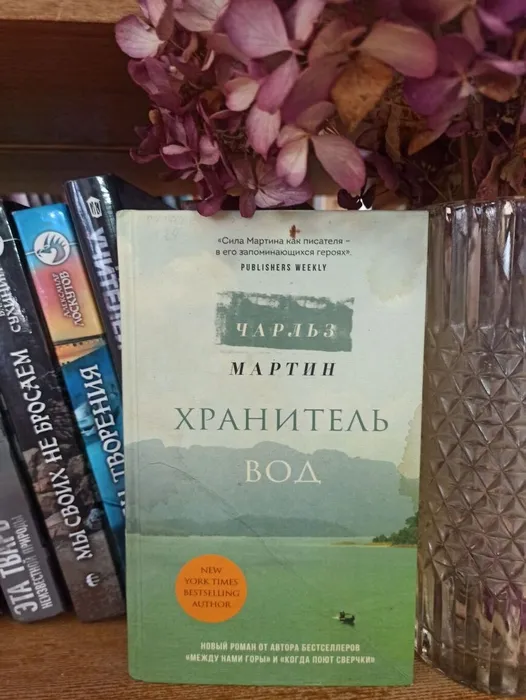 «Сила Мартина как писателя –
в его запоминающихся героях».
PUBLISHERS WEEKLY
ЧАРЛЬЗ
МАРТИН
ХРАНИТЕЛЬ
ВОД
NEW
YORK TIMES
BESTSELLING
AUTHOR
НОВЫЙ РОМАН ОТ АВТОРА БЕСТСЕЛЛЕРОВ
«МЕЖДУ НАМИ ГОРЫ» И «КОГДА ПОЮТ СВЕРЧКИ»
ЭТА ТВАРЬ
НЕИЗВЕСТНОЙ ПРИРОДЫ
МЫ СВОИХ НЕ БРОСАЕМ
АЛЕКСАНДР
ЛОСКУТОВ
ТВОРЕНИЯ